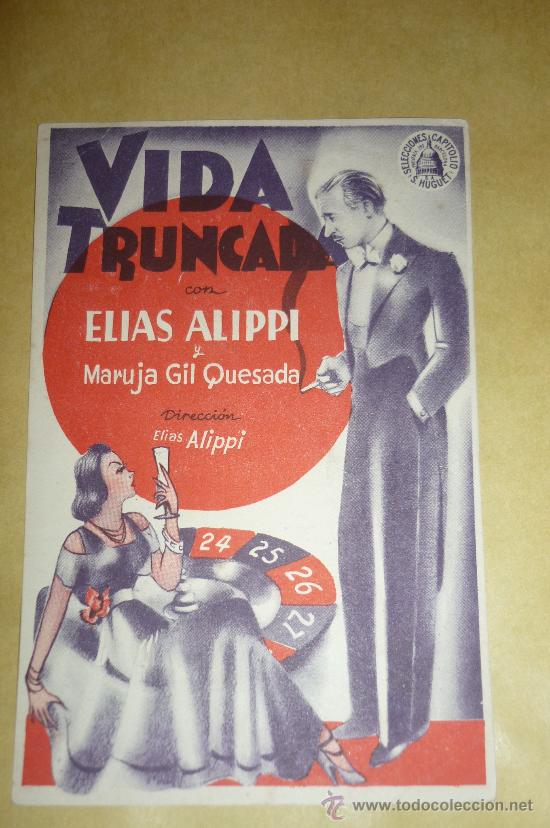 VIDA
TRUNCADA
con
ELIAS ALIPPI
y
Maruja Gil Quesada
Dirección
Elias Alippi
SELECCIONES CAPITOLIO
S. HUGUET
24
25
26
27
© www.todocoleccion.net